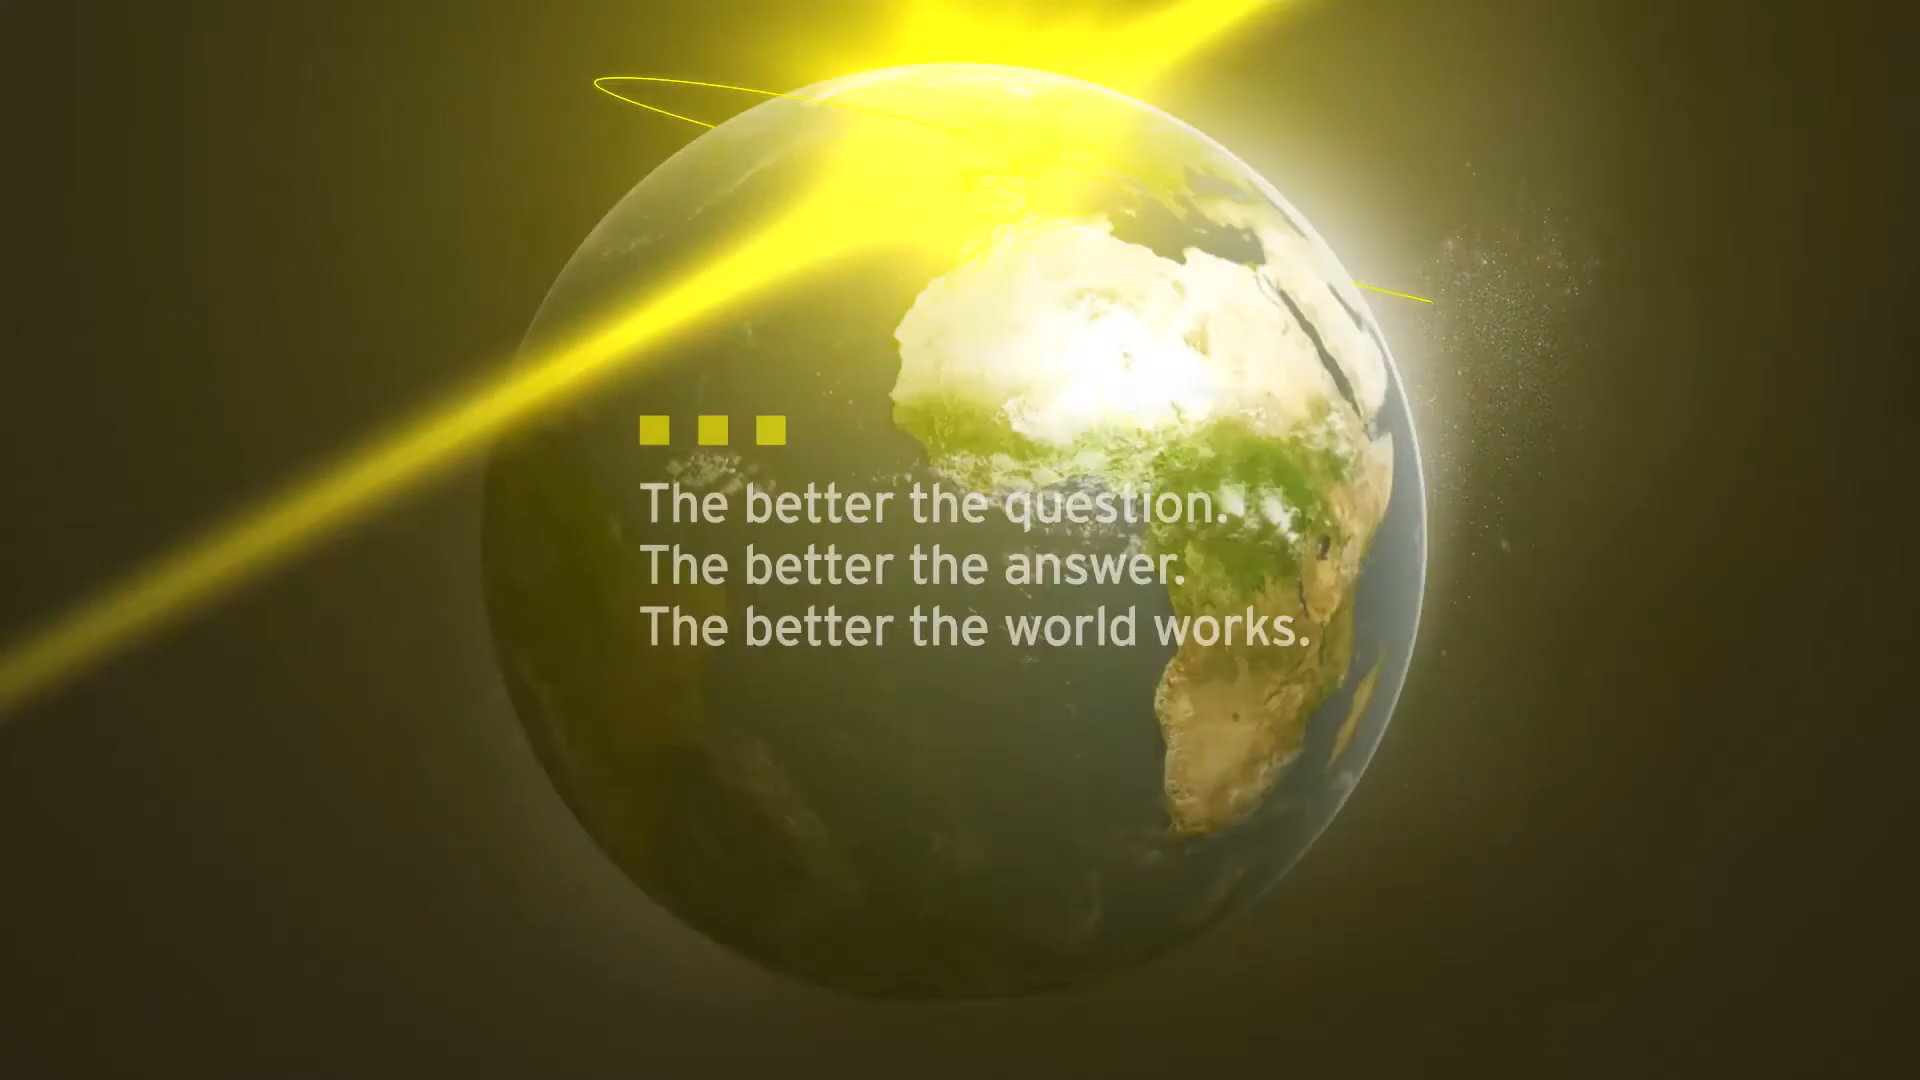 The better the question.
The better the answer.
The better the world works.